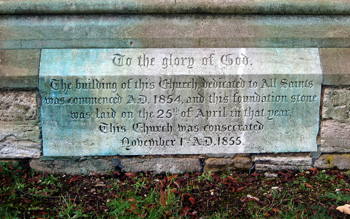 To the glory of God.
The building of this Church, dedicated to All Saints
was commenced A.D. 1854, and this foundation stone
was laid on the 25th of April in that year.
This Church was consecrated
November 1st A.D. 1855.